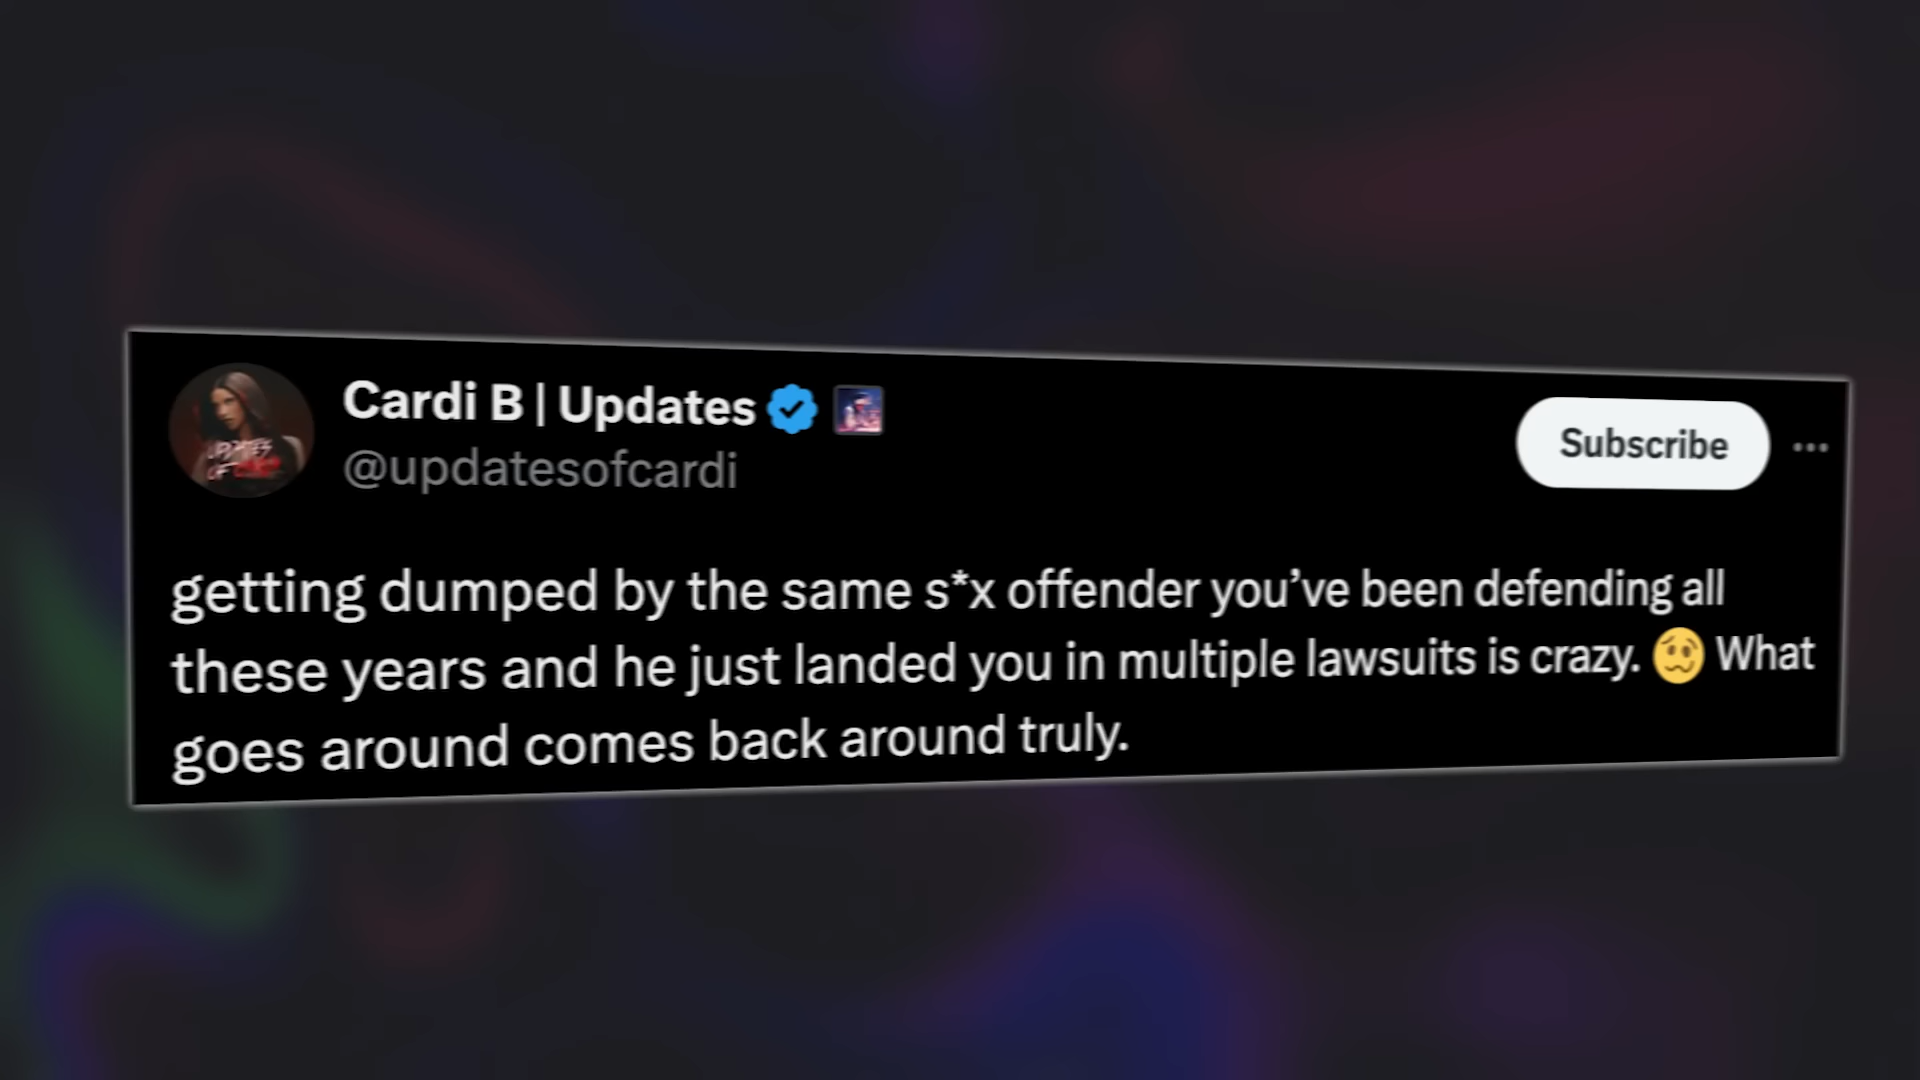 Cardi B | Updates
@updatesofcardi
Subscribe
getting dumped by the same s*x offender you’ve been defending all
these years and he just landed you in multiple lawsuits is crazy. 🥴 What
goes around comes back around truly.